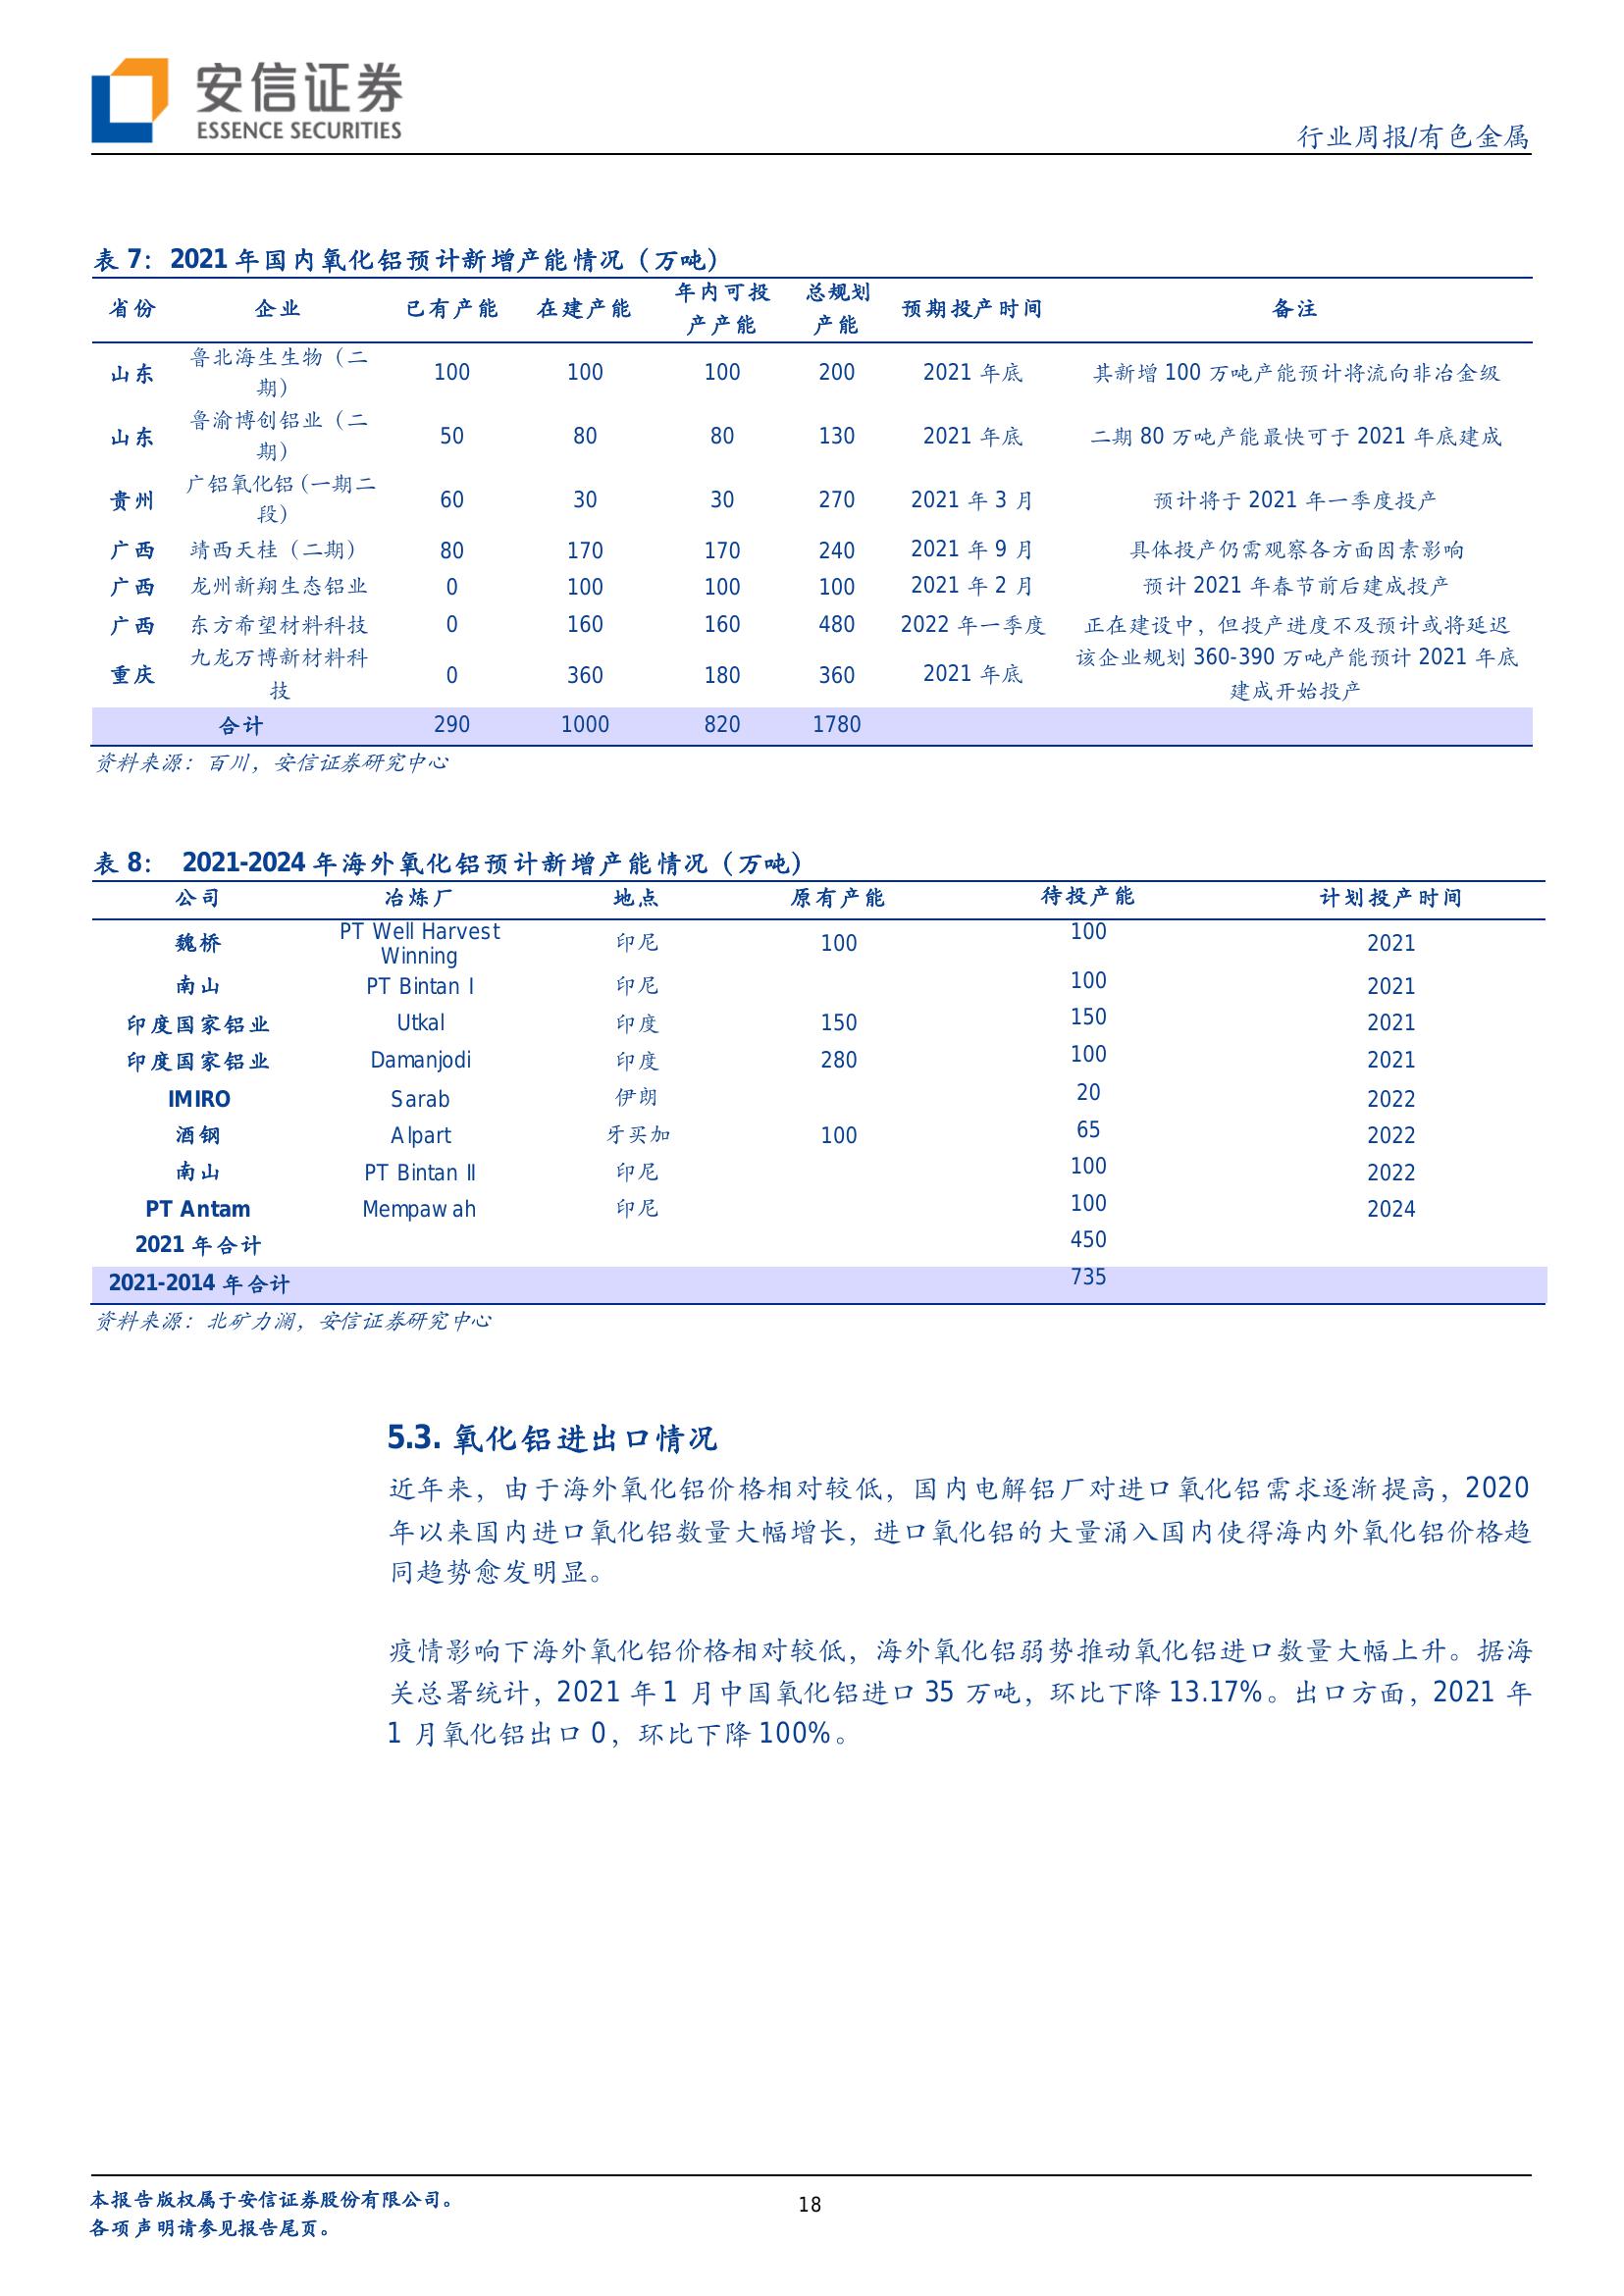 安信证券
ESSENCE SECURITIES
行业周报/有色金属
表 7：2021 年国内氧化铝预计新增产能情况（万吨）
省份 企业 已有产能 在建产能 年内可投产产能 总规划产能 预期投产时间 备注
山东 鲁北海生生物（二期） 100 100 100 200 2021 年底 其新增 100 万吨产能预计将流向非冶金级
山东 鲁渝博创铝业（二期） 50 80 80 130 2021 年底 二期 80 万吨产能最快可于 2021 年底建成
贵州 广铝氧化铝(一期二段) 60 30 30 270 2021 年 3 月 预计将于 2021 年一季度投产
广西 靖西天桂（二期） 80 170 170 240 2021 年 9 月 具体投产仍需观察各方面因素影响
广西 龙州新翔生态铝业 0 100 100 100 2021 年 2 月 预计 2021 年春节前后建成投产
广西 东方希望材料科技 0 160 160 480 2022 年一季度 正在建设中，但投产进度不及预计或将延迟
重庆 九龙万博新材料科技 0 360 180 360 2021 年底 该企业规划 360-390 万吨产能预计 2021 年底建成开始投产
合计 290 1000 820 1780
资料来源：百川，安信证券研究中心
表 8： 2021-2024 年海外氧化铝预计新增产能情况（万吨）
公司 冶炼厂 地点 原有产能 待投产能 计划投产时间
魏桥 PT Well Harvest Winning 印尼 100 100 2021
南山 PT Bintan I 印尼 100 2021
印度国家铝业 Utkal 印度 150 150 2021
印度国家铝业 Damanjodi 印度 280 100 2021
IMIRO Sarab 伊朗 20 2022
酒钢 Alpart 牙买加 100 65 2022
南山 PT Bintan II 印尼 100 2022
PT Antam Mempawah 印尼 100 2024
2021 年合计 450
2021-2014 年合计 735
资料来源：北矿力澜，安信证券研究中心
5.3. 氧化铝进出口情况
近年来，由于海外氧化铝价格相对较低，国内电解铝厂对进口氧化铝需求逐渐提高，2020
年以来国内进口氧化铝数量大幅增长，进口氧化铝的大量涌入国内使得海内外氧化铝价格趋
同趋势愈发明显。
疫情影响下海外氧化铝价格相对较低，海外氧化铝弱势推动氧化铝进口数量大幅上升。据海
关总署统计，2021 年 1 月中国氧化铝进口 35 万吨，环比下降 13.17%。出口方面，2021 年
1 月氧化铝出口 0，环比下降 100%。
本报告版权属于安信证券股份有限公司。
各项声明请参见报告尾页。
18